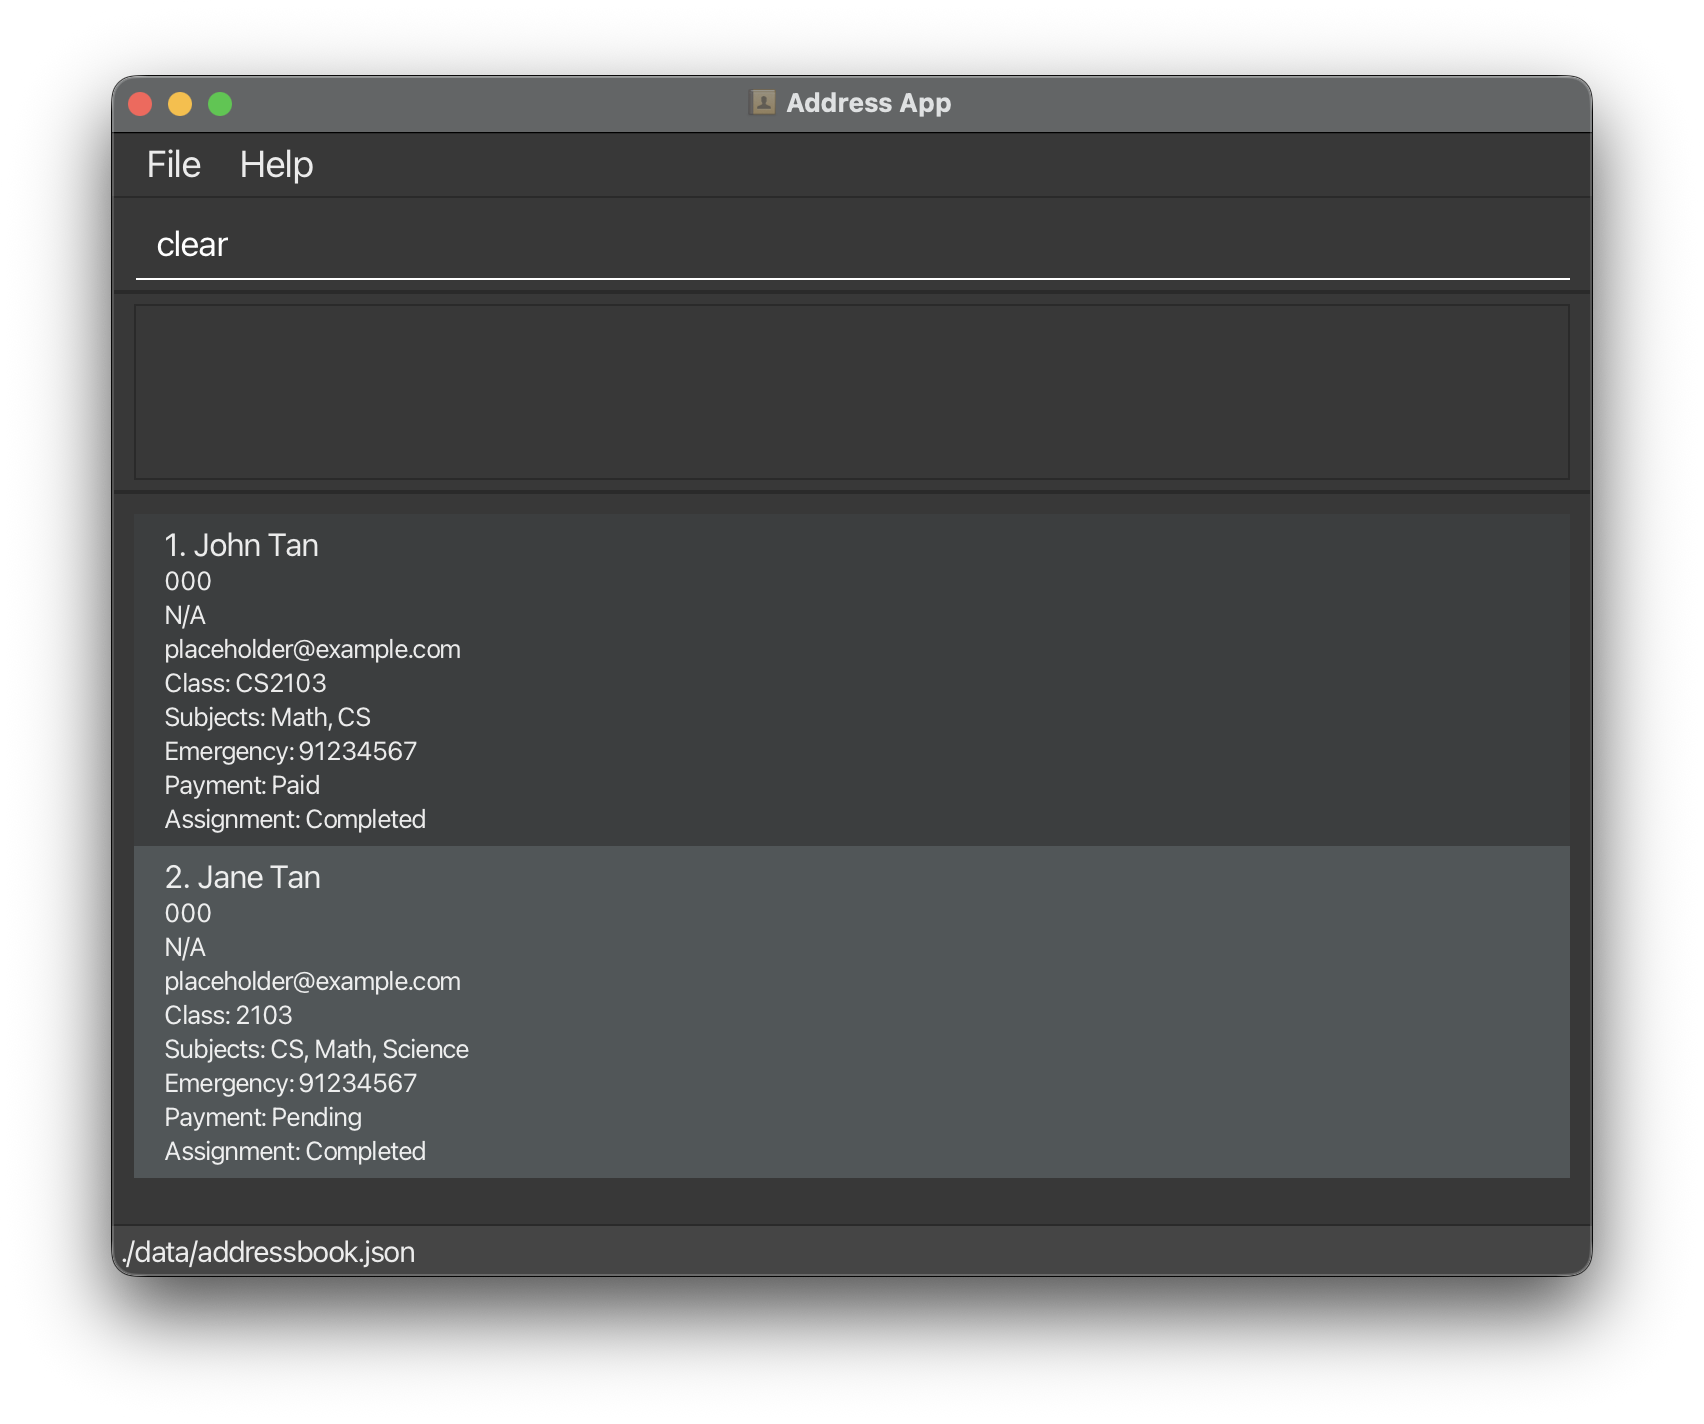 Address App
File Help
clear
1. John Tan
000
N/A
placeholder@example.com
Class: CS2103
Subjects: Math, CS
Emergency: 91234567
Payment: Paid
Assignment: Completed
2. Jane Tan
000
N/A
placeholder@example.com
Class: 2103
Subjects: CS, Math, Science
Emergency: 91234567
Payment: Pending
Assignment: Completed
./data/addressbook.json